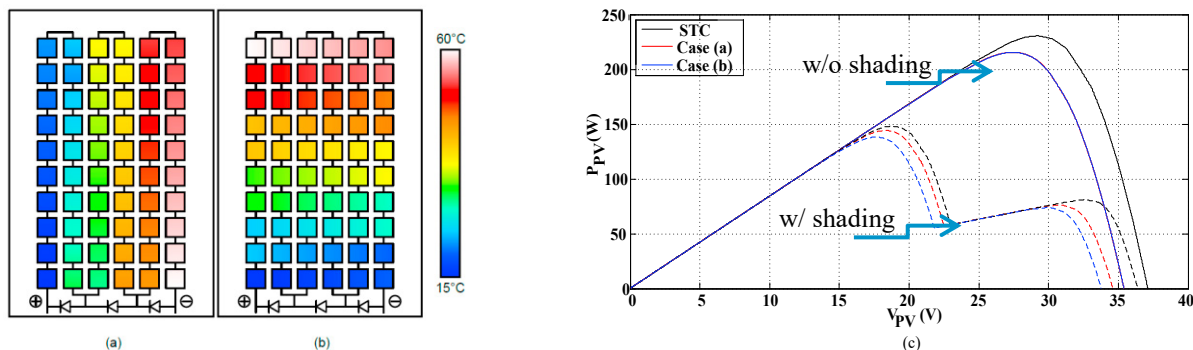 60°C
15°C
⊕ ⊖
⊕ ⊖
(a)
(b)
250
200
150
100
50
0
P_PV (W)
STC
Case (a)
Case (b)
w/o shading
w/ shading
0 5 10 15 20 25 30 35 40
V_PV (V)
(c)